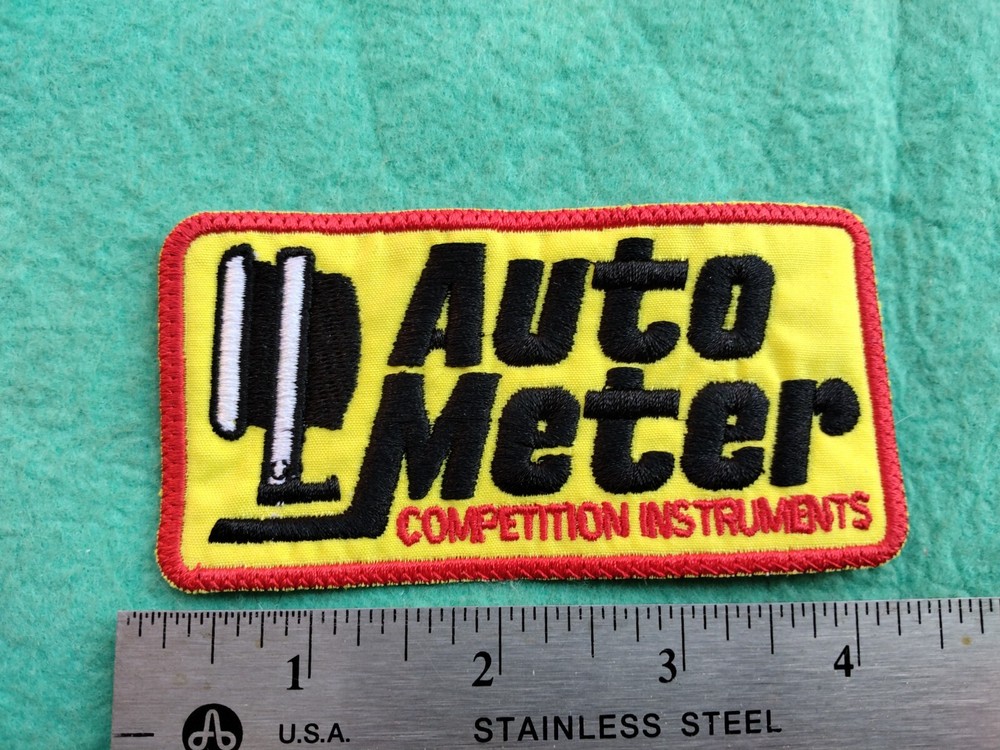 Auto
Meter
COMPETITION INSTRUMENTS
1 2 3 4
U.S.A. STAINLESS STEEL